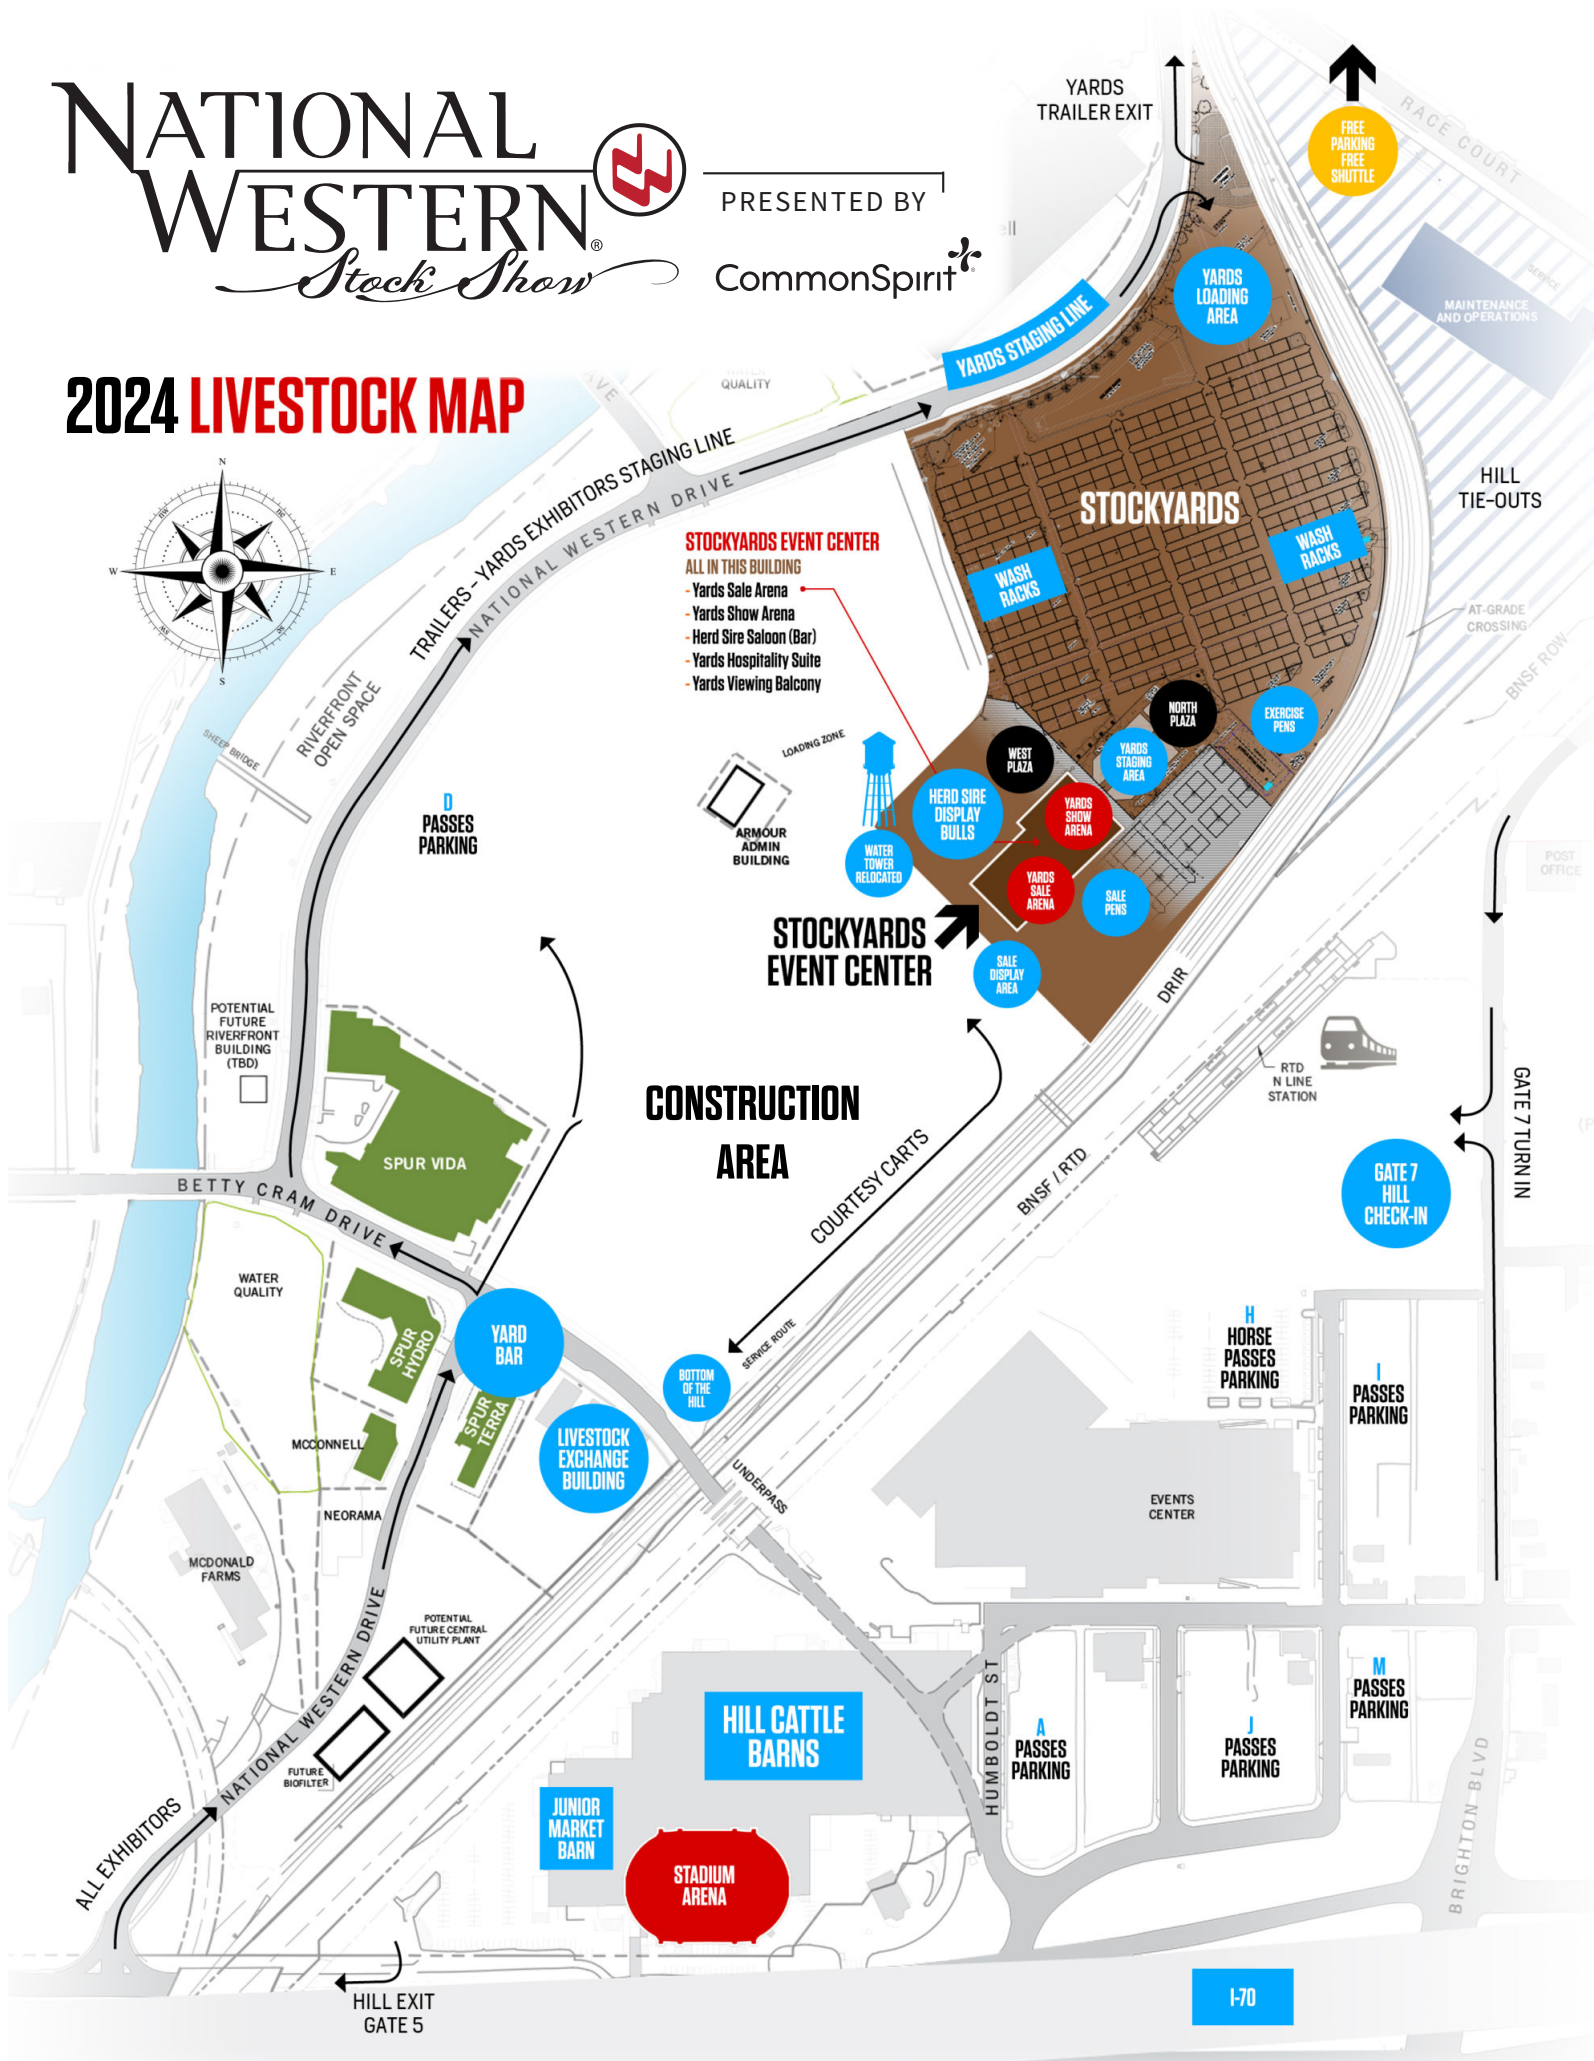 NATIONAL
WESTERN®
Stock Show
PRESENTED BY
CommonSpirit
2024 LIVESTOCK MAP
N
E
S
W
YARDS
TRAILER EXIT
FREE
PARKING
FREE
SHUTTLE
RACE COURT
YARDS
LOADING
AREA
YARDS STAGING LINE
SERVICE
MAINTENANCE
AND OPERATIONS
AVE
WATER
QUALITY
TRAILERS - YARDS EXHIBITORS STAGING LINE
NATIONAL WESTERN DRIVE
STOCKYARDS
HILL
TIE-OUTS
WASH
RACKS
WASH
RACKS
STOCKYARDS EVENT CENTER
ALL IN THIS BUILDING
- Yards Sale Arena
- Yards Show Arena
- Herd Sire Saloon (Bar)
- Yards Hospitality Suite
- Yards Viewing Balcony
AT-GRADE
CROSSING
BNSF ROW
RIVERFRONT
OPEN SPACE
SHEEP BRIDGE
LOADING ZONE
NORTH
PLAZA
EXERCISE
PENS
WEST
PLAZA
YARDS
STAGING
AREA
HERD SIRE
DISPLAY
BULLS
YARDS
SHOW
ARENA
D
PASSES
PARKING
ARMOUR
ADMIN
BUILDING
WATER
TOWER
RELOCATED
YARDS
SALE
ARENA
SALE
PENS
POST
OFFICE
STOCKYARDS
EVENT CENTER
SALE
DISPLAY
AREA
DRIR
POTENTIAL
FUTURE
RIVERFRONT
BUILDING
(TBD)
RTD
N LINE
STATION
GATE 7 TURN IN
CONSTRUCTION
AREA
SPUR VIDA
BETTY CRAM DRIVE
COURTESY CARTS
BNSF / RTD
GATE 7
HILL
CHECK-IN
WATER
QUALITY
SPUR
HYDRO
YARD
BAR
SERVICE ROUTE
BOTTOM
OF THE
HILL
H
HORSE
PASSES
PARKING
I
PASSES
PARKING
SPUR
TERRA
MCCONNELL
LIVESTOCK
EXCHANGE
BUILDING
UNDERPASS
NEORAMA
EVENTS
CENTER
MCDONALD
FARMS
POTENTIAL
FUTURE CENTRAL
UTILITY PLANT
NATIONAL WESTERN DRIVE
FUTURE
BIOFILTER
HILL CATTLE
BARNS
HUMBOLDT ST
A
PASSES
PARKING
J
PASSES
PARKING
M
PASSES
PARKING
BRIGHTON BLVD
ALL EXHIBITORS
JUNIOR
MARKET
BARN
STADIUM
ARENA
HILL EXIT
GATE 5
I-70